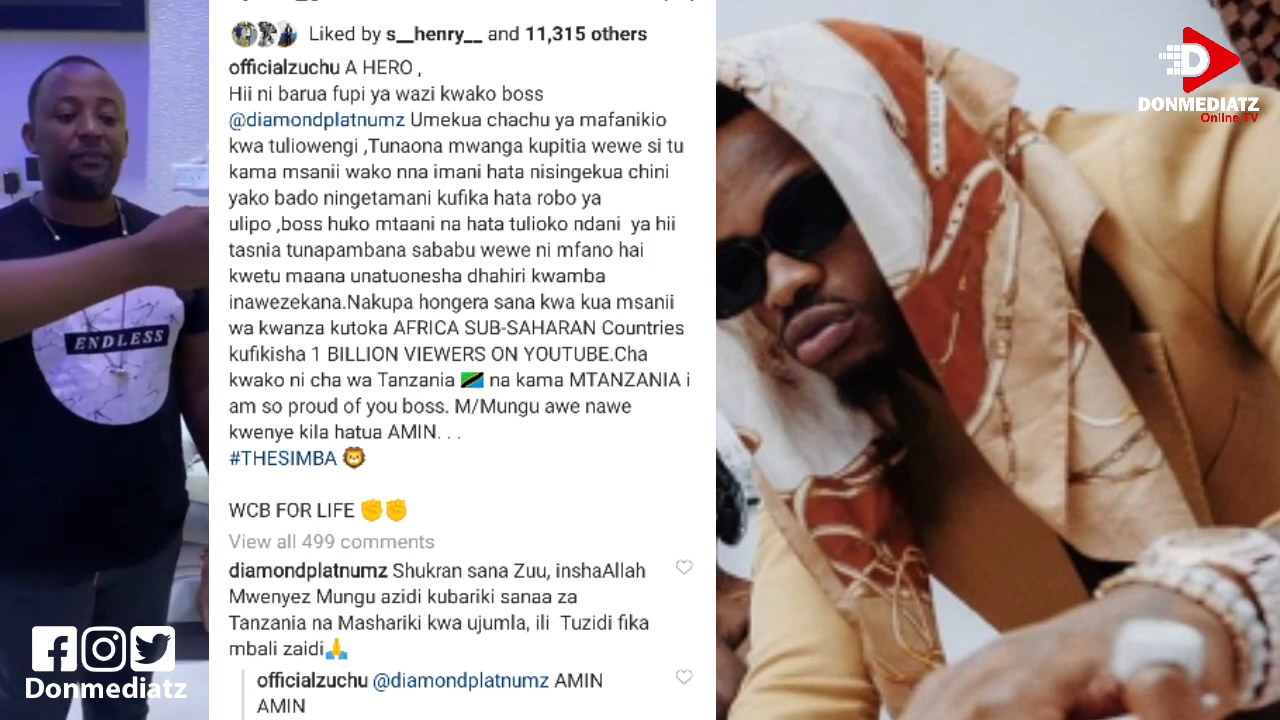 Liked by s__henry__ and 11,315 others
officialzuchu A HERO ,
Hii ni barua fupi ya wazi kwako boss
@diamondplatnumz Umekua chachu ya mafanikio
kwa tuliowengi ,Tunaona mwanga kupitia wewe si tu
kama msanii wako nna imani hata nisingekua chini
yako bado ningetamani kufika hata robo ya
ulipo ,boss huko mtaani na hata tulioko ndani ya hii
tasnia tunapambana sababu wewe ni mfano hai
kwetu maana unatuonesha dhahiri kwamba
inawezekana.Nakupa hongera sana kwa kua msanii
wa kwanza kutoka AFRICA SUB-SAHARAN Countries
kufikisha 1 BILLION VIEWERS ON YOUTUBE.Cha
kwako ni cha wa Tanzania 🇹🇿 na kama MTANZANIA i
am so proud of you boss. M/Mungu awe nawe
kwenye kila hatua AMIN. . .
#THESIMBA 🦁
WCB FOR LIFE ✊✊
View all 499 comments
diamondplatnumz Shukran sana Zuu, inshaAllah
Mwenyez Mungu azidi kubariki sanaa za
Tanzania na Mashariki kwa ujumla, ili Tuzidi fika
mbali zaidi🙏
officialzuchu @diamondplatnumz AMIN
AMIN
ENDLESS
Donmediatz
D
DONMEDIATZ
Online TV